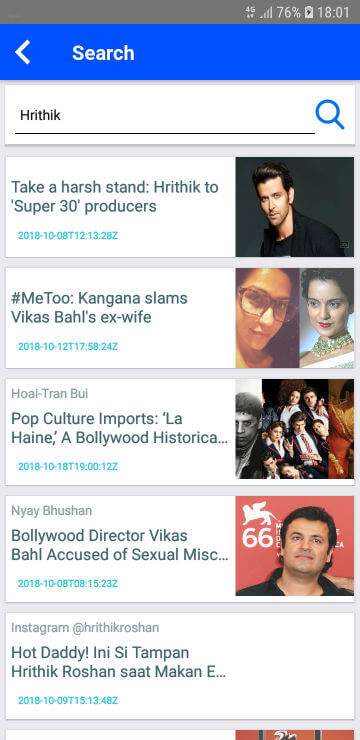 4G 76% 18:01
Search
Hrithik
Take a harsh stand: Hrithik to
'Super 30' producers
2018-10-08T12:13:28Z
#MeToo: Kangana slams
Vikas Bahl's ex-wife
2018-10-12T17:58:24Z
Hoai-Tran Bui
Pop Culture Imports: ‘La
Haine,’ A Bollywood Historica…
2018-10-18T19:00:12Z
Nyay Bhushan
Bollywood Director Vikas
Bahl Accused of Sexual Misc…
2018-10-08T08:15:23Z
66
Instagram @hrithikroshan
Hot Daddy! Ini Si Tampan
Hrithik Roshan saat Makan E…
2018-10-09T15:13:48Z